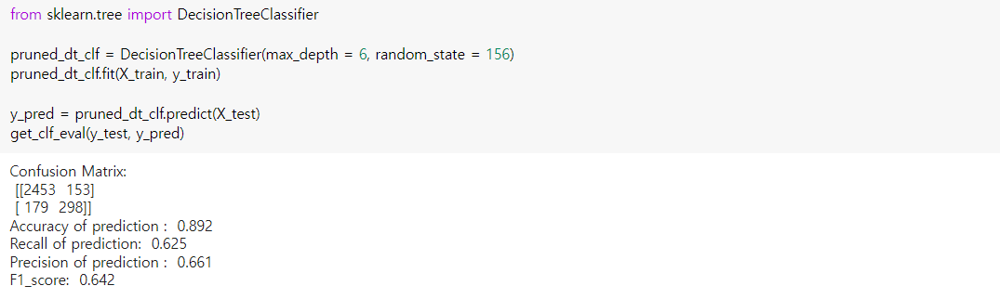 from sklearn.tree import DecisionTreeClassifier
pruned_dt_clf = DecisionTreeClassifier(max_depth = 6, random_state = 156)
pruned_dt_clf.fit(X_train, y_train)
y_pred = pruned_dt_clf.predict(X_test)
get_clf_eval(y_test, y_pred)
Confusion Matrix:
[[2453 153]
[ 179 298]]
Accuracy of prediction : 0.892
Recall of prediction: 0.625
Precision of prediction : 0.661
F1_score: 0.642